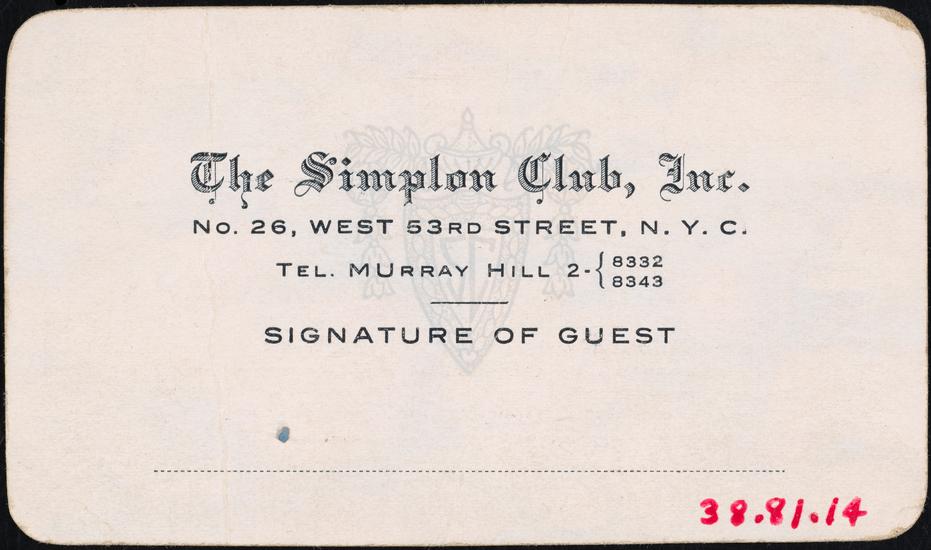 The Simplon Club, Inc.
No. 26, WEST 53RD STREET, N. Y. C.
TEL. MURRAY HILL 2-{8332
8343
SIGNATURE OF GUEST
38.81.14